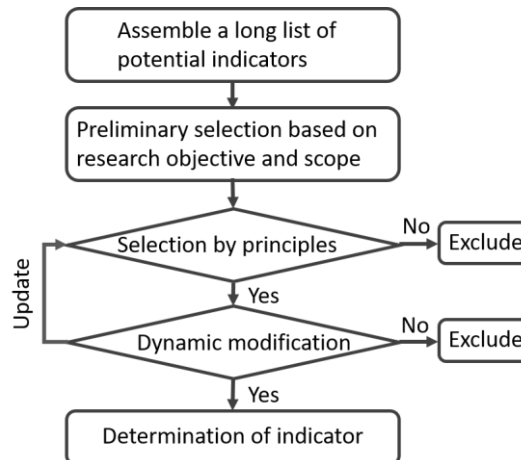 Assemble a long list of
potential indicators
Preliminary selection based on
research objective and scope
Selection by principles
No
Exclude
Update
Yes
Dynamic modification
No
Exclude
Yes
Determination of indicator